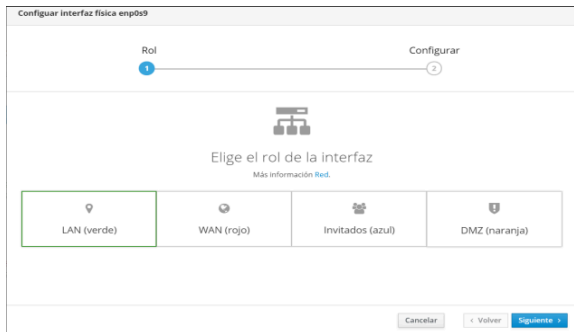 Configuar interfaz física enp0s9
Rol Configurar
1 2
Elige el rol de la interfaz
Más información Red.
LAN (verde) WAN (rojo) Invitados (azul) DMZ (naranja)
Cancelar < Volver Siguiente >